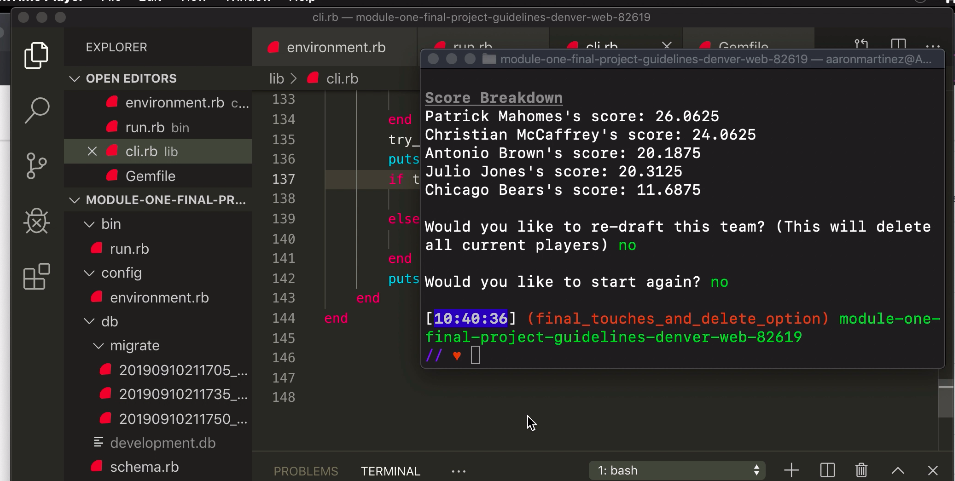 cli.rb — module-one-final-project-guidelines-denver-web-82619
EXPLORER
environment.rb
cli.rb
Gemfile
OPEN EDITORS
environment.rb c...
run.rb bin
cli.rb lib
Gemfile
MODULE-ONE-FINAL-PR...
bin
run.rb
config
environment.rb
db
migrate
20190910211705_...
20190910211735_...
20190910211750_...
development.db
schema.rb
lib > cli.rb
133
134 end
135 try_
136 puts
137 if t
138
139 else
140
141 end
142 puts
143 end
144 end
145
146
147
148
module-one-final-project-guidelines-denver-web-82619 — aaronmartinez@A...
Score Breakdown
Patrick Mahomes's score: 26.0625
Christian McCaffrey's score: 24.0625
Antonio Brown's score: 20.1875
Julio Jones's score: 20.3125
Chicago Bears's score: 11.6875
Would you like to re-draft this team? (This will delete
all current players) no
Would you like to start again? no
[10:40:36] (final_touches_and_delete_option) module-one-
final-project-guidelines-denver-web-82619
// ♥
PROBLEMS TERMINAL ...
1: bash